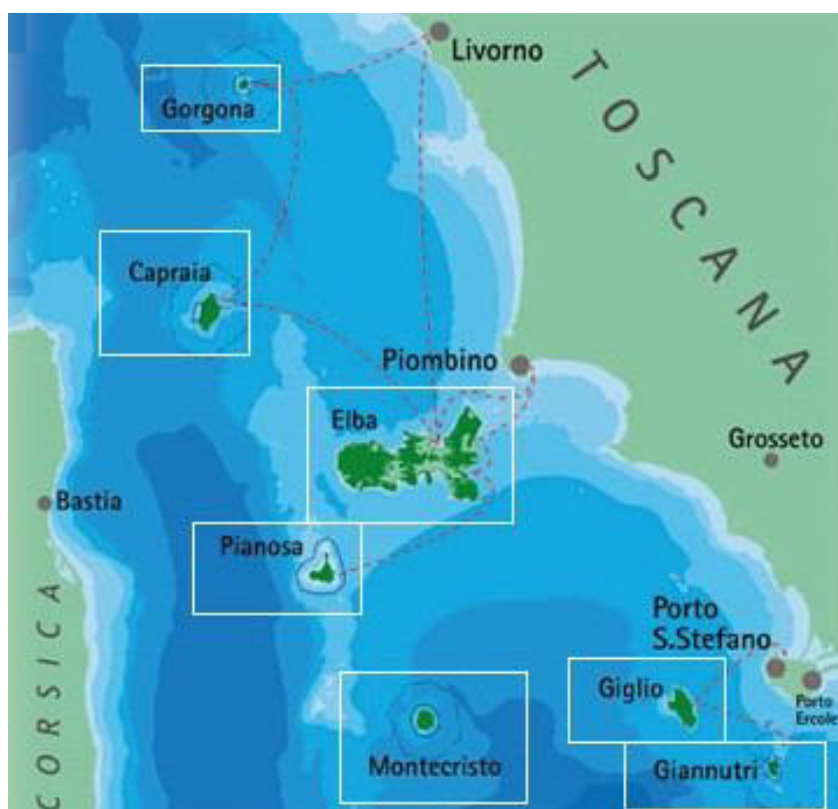 Livorno
TOSCANA
Gorgona
Capraia
Piombino
Elba
Grosseto
Bastia
Pianosa
CORSICA
Porto
S.Stefano
Giglio
Porto
Ercole
Montecristo
Giannutri